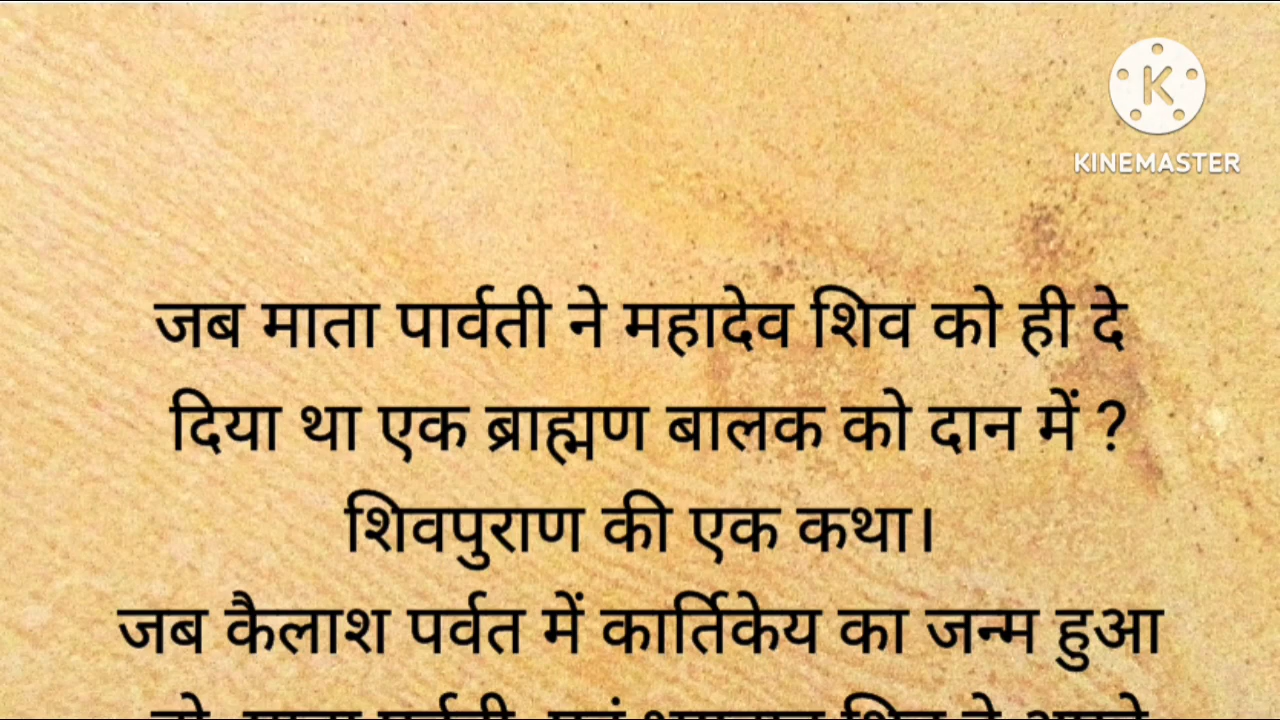 KINEMASTER
जब माता पार्वती ने महादेव शिव को ही दे
दिया था एक ब्राह्मण बालक को दान में ?
शिवपुराण की एक कथा।
जब कैलाश पर्वत में कार्तिकेय का जन्म हुआ